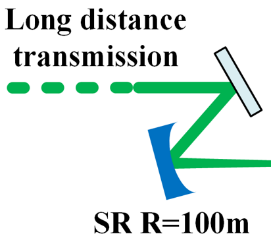 Long distance
transmission
SR R=100m